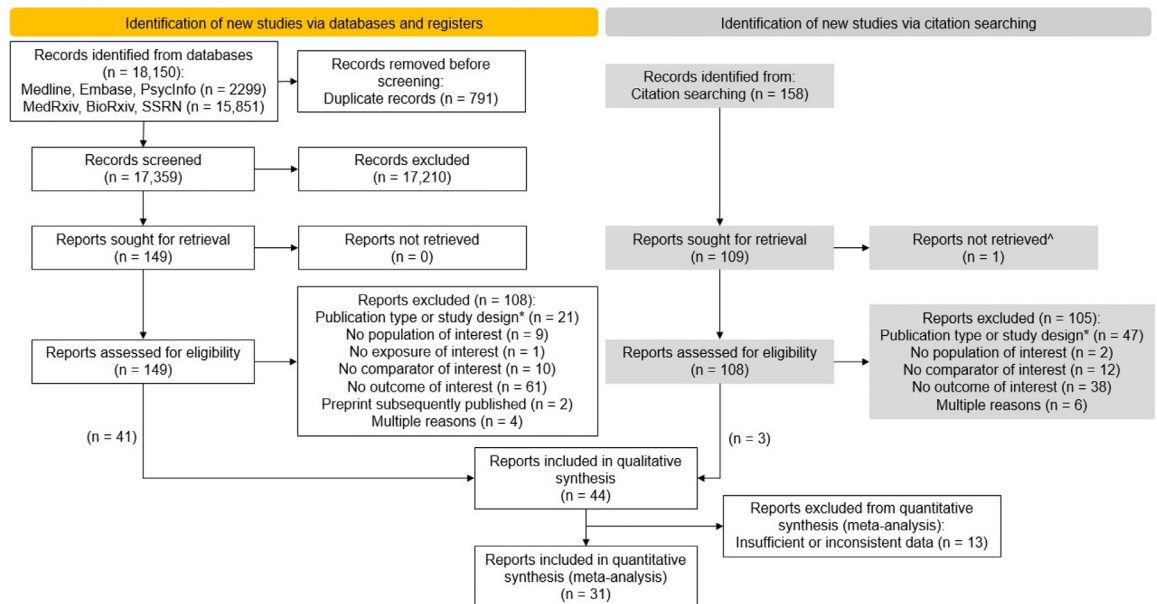 Identification of new studies via databases and registers
Identification of new studies via citation searching
Records identified from databases
(n = 18,150):
Medline, Embase, PsycInfo (n = 2299)
MedRxiv, BioRxiv, SSRN (n = 15,851)
Records removed before
screening:
Duplicate records (n = 791)
Records identified from:
Citation searching (n = 158)
Records screened
(n = 17,359)
Records excluded
(n = 17,210)
Reports sought for retrieval
(n = 149)
Reports not retrieved
(n = 0)
Reports sought for retrieval
(n = 109)
Reports not retrieved^
(n = 1)
Reports assessed for eligibility
(n = 149)
Reports excluded (n = 108):
Publication type or study design* (n = 21)
No population of interest (n = 9)
No exposure of interest (n = 1)
No comparator of interest (n = 10)
No outcome of interest (n = 61)
Preprint subsequently published (n = 2)
Multiple reasons (n = 4)
Reports assessed for eligibility
(n = 108)
Reports excluded (n = 105):
Publication type or study design* (n = 47)
No population of interest (n = 2)
No comparator of interest (n = 12)
No outcome of interest (n = 38)
Multiple reasons (n = 6)
(n = 41)
(n = 3)
Reports included in qualitative
synthesis
(n = 44)
Reports excluded from quantitative
synthesis (meta-analysis):
Insufficient or inconsistent data (n = 13)
Reports included in quantitative
synthesis (meta-analysis)
(n = 31)